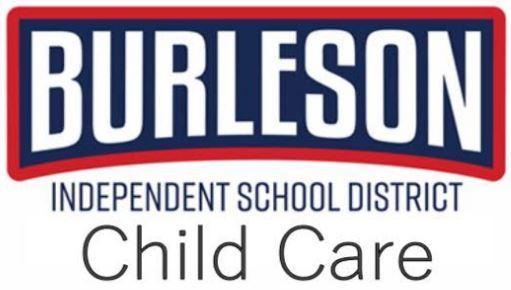 BURLESON
INDEPENDENT SCHOOL DISTRICT
Child Care